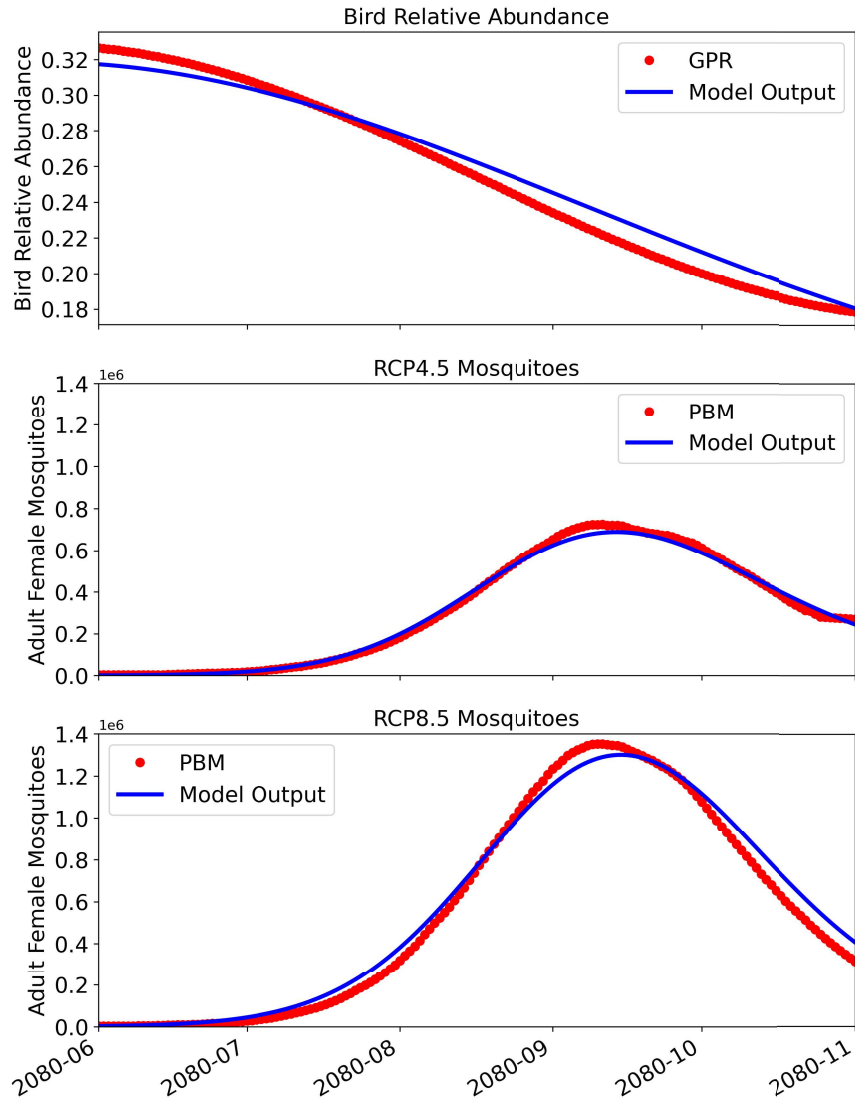 Bird Relative Abundance
Bird Relative Abundance
0.32
0.30
0.28
0.26
0.24
0.22
0.20
0.18
GPR
Model Output
RCP4.5 Mosquitoes
1e6
Adult Female Mosquitoes
1.4
1.2
1.0
0.8
0.6
0.4
0.2
0.0
PBM
Model Output
RCP8.5 Mosquitoes
1e6
Adult Female Mosquitoes
1.4
1.2
1.0
0.8
0.6
0.4
0.2
0.0
PBM
Model Output
2080-06
2080-07
2080-08
2080-09
2080-10
2080-11